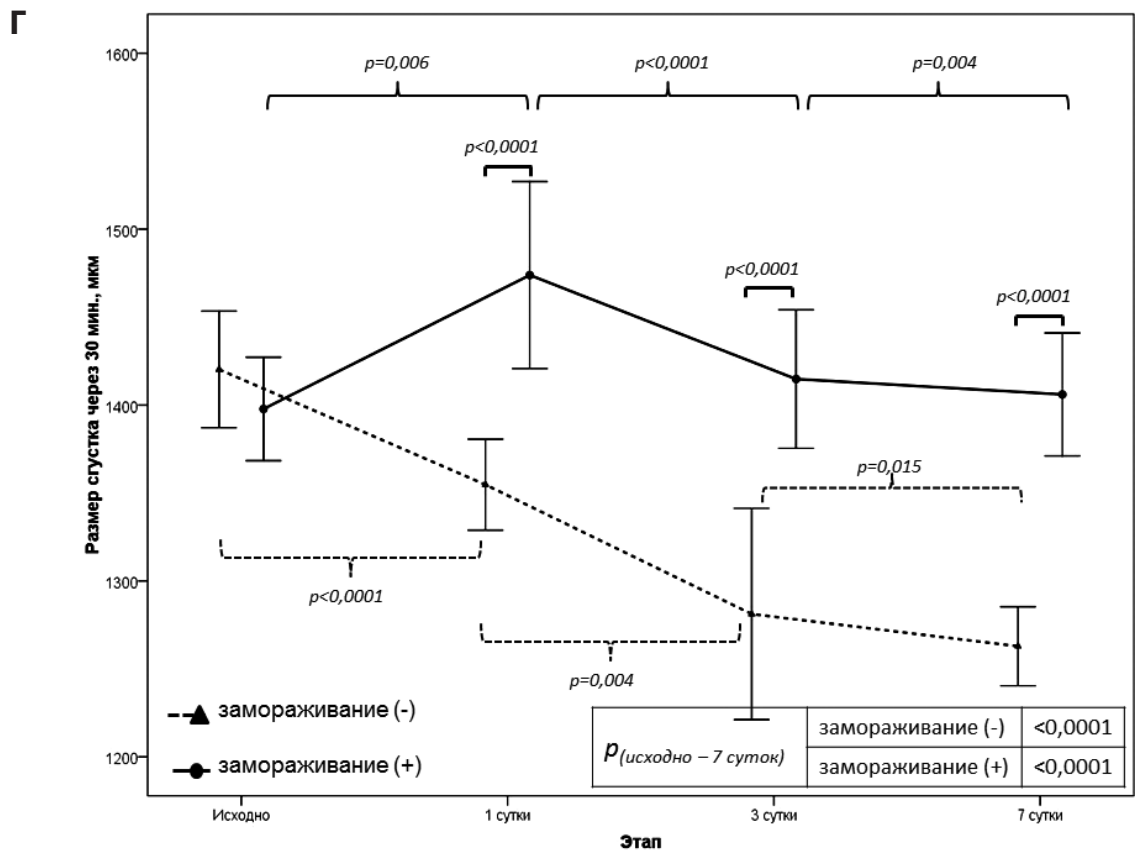 Г
1600
p=0,006
p<0,0001
p=0,004
p<0,0001
1500
p<0,0001
p<0,0001
Размер сгустка через 30 мин., мкм
1400
p=0,015
1300
p<0,0001
p=0,004
замораживание (-)
замораживание (+)
p(исходно – 7 суток)
замораживание (-) <0,0001
замораживание (+) <0,0001
1200
Исходно
1 сутки
3 сутки
7 сутки
Этап